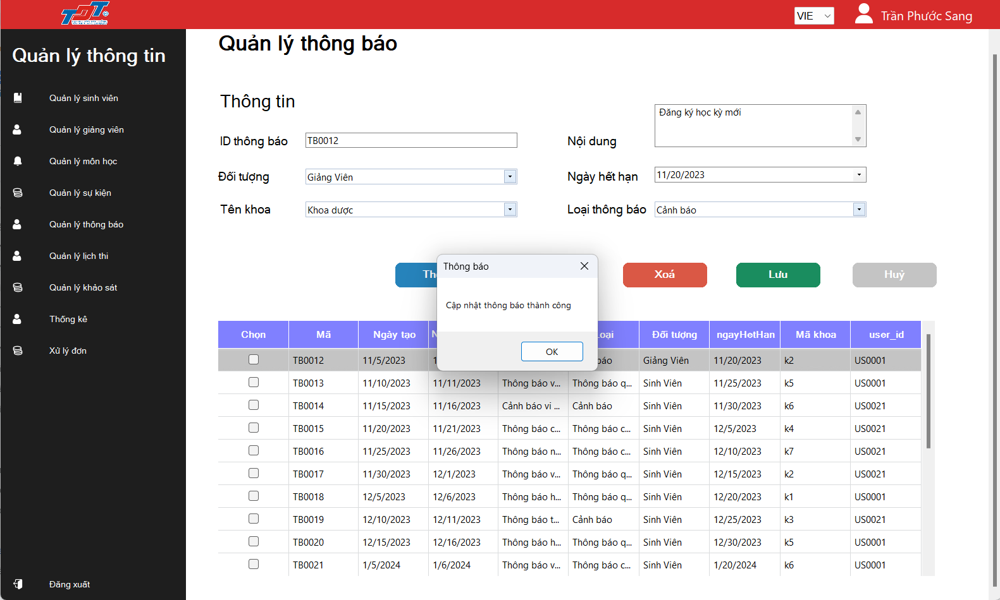 TDT
VIE
Trần Phước Sang
Quản lý thông tin
Quản lý sinh viên
Quản lý giảng viên
Quản lý môn học
Quản lý sự kiện
Quản lý thông báo
Quản lý lịch thi
Quản lý khảo sát
Thống kê
Xử lý đơn
Đăng xuất
Quản lý thông báo
Thông tin
ID thông báo TB0012
Nội dung Đăng ký học kỳ mới
Đối tượng Giảng Viên
Ngày hết hạn 11/20/2023
Tên khoa Khoa dược
Loại thông báo Cảnh báo
Xoá Lưu Huỷ
Thông báo
Cập nhật thông báo thành công
OK
Chọn Mã Ngày tạo Đối tượng ngayHetHan Mã khoa user_id
TB0012 11/5/2023 báo Giảng Viên 11/20/2023 k2 US0001
TB0013 11/10/2023 11/11/2023 Thông báo v... Thông báo q... Sinh Viên 11/25/2023 k5 US0001
TB0014 11/15/2023 11/16/2023 Cảnh báo vi ... Cảnh báo Sinh Viên 11/30/2023 k6 US0021
TB0015 11/20/2023 11/21/2023 Thông báo c... Thông báo c... Sinh Viên 12/5/2023 k4 US0021
TB0016 11/25/2023 11/26/2023 Thông báo n... Thông báo c... Sinh Viên 12/10/2023 k7 US0021
TB0017 11/30/2023 12/1/2023 Thông báo v... Thông báo q... Sinh Viên 12/15/2023 k2 US0021
TB0018 12/5/2023 12/6/2023 Thông báo h... Thông báo q... Sinh Viên 12/20/2023 k1 US0001
TB0019 12/10/2023 12/11/2023 Thông báo t... Cảnh báo Sinh Viên 12/25/2023 k3 US0021
TB0020 12/15/2023 12/16/2023 Thông báo h... Thông báo q... Sinh Viên 12/30/2023 k5 US0001
TB0021 1/5/2024 1/6/2024 Thông báo v... Thông báo c... Sinh Viên 1/20/2024 k6 US0001